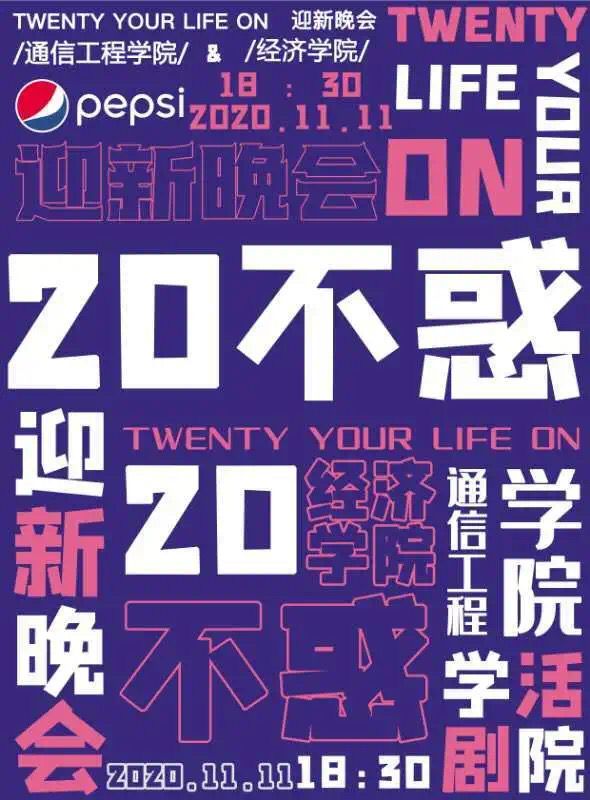 TWENTY YOUR LIFE ON 迎新晚会
/通信工程学院/ & /经济学院/
pepsi
18 : 30
2020.11.11
迎新晚会
TWENTY
LIFE
YOUR
ON
20不惑
迎新晚会
TWENTY YOUR LIFE ON
20
经济
学院
通信工程
学院
不惑
学活
剧院
2020.11.11 18:30